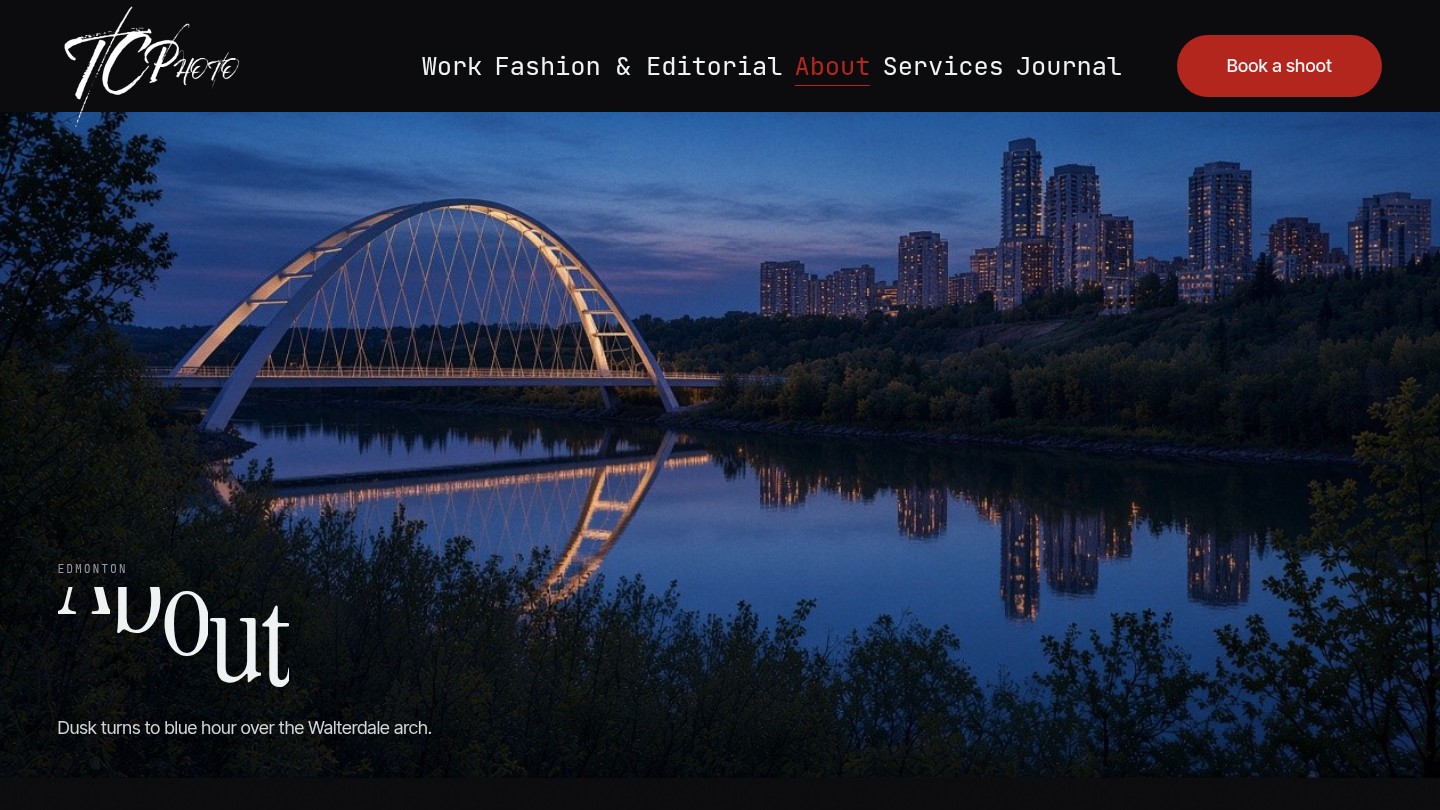 TCPHOTO
Work Fashion & Editorial About Services Journal
Book a shoot
EDMONTON
About
Dusk turns to blue hour over the Walterdale arch.